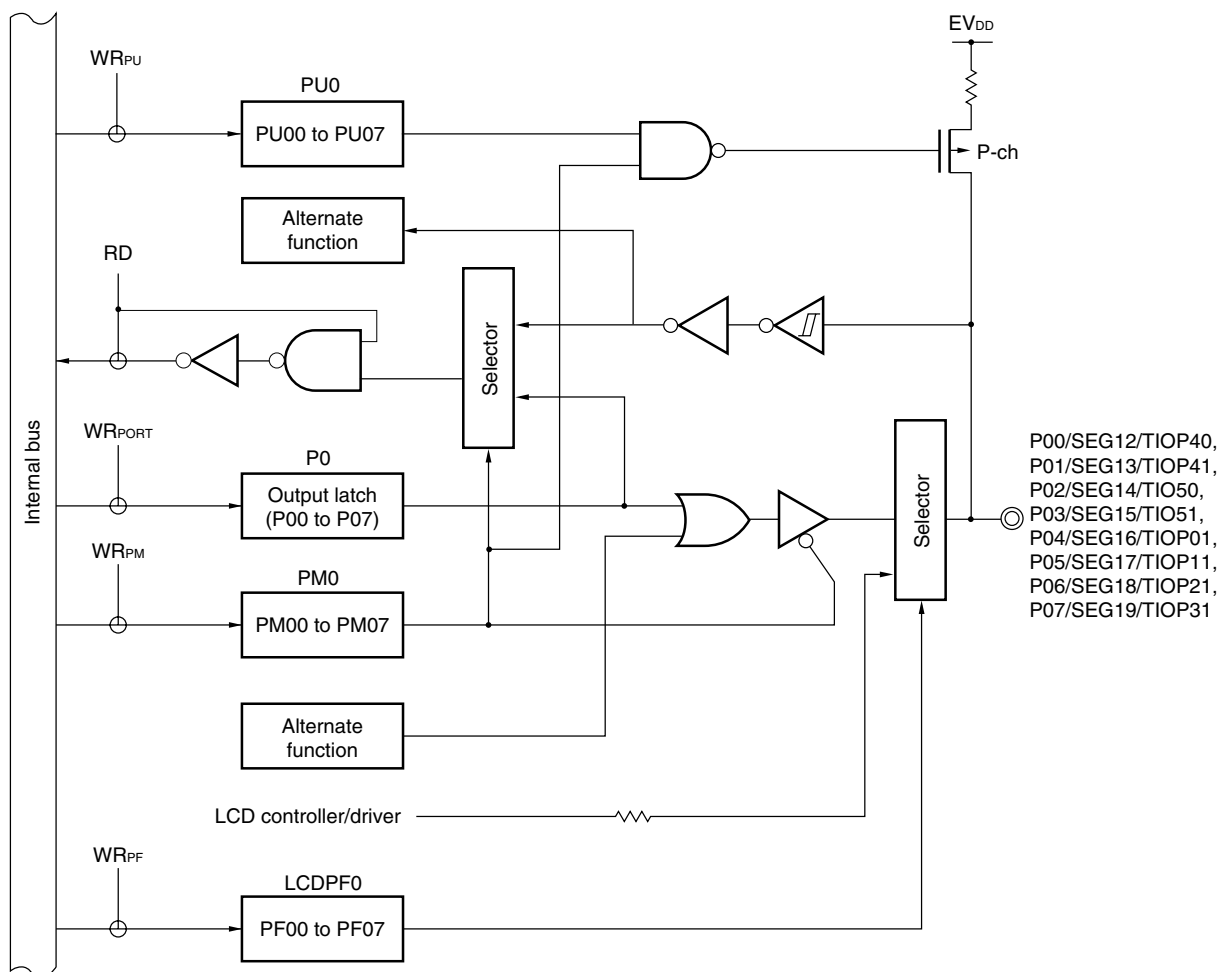 EVDD
WRPU
PU0
PU00 to PU07
P-ch
Alternate
function
RD
Selector
Internal bus
WRPORT
P0
Output latch
(P00 to P07)
Selector
P00/SEG12/TIOP40,
P01/SEG13/TIOP41,
P02/SEG14/TIO50,
P03/SEG15/TIO51,
P04/SEG16/TIOP01,
P05/SEG17/TIOP11,
P06/SEG18/TIOP21,
P07/SEG19/TIOP31
WRPM
PM0
PM00 to PM07
Alternate
function
LCD controller/driver
WRPF
LCDPF0
PF00 to PF07